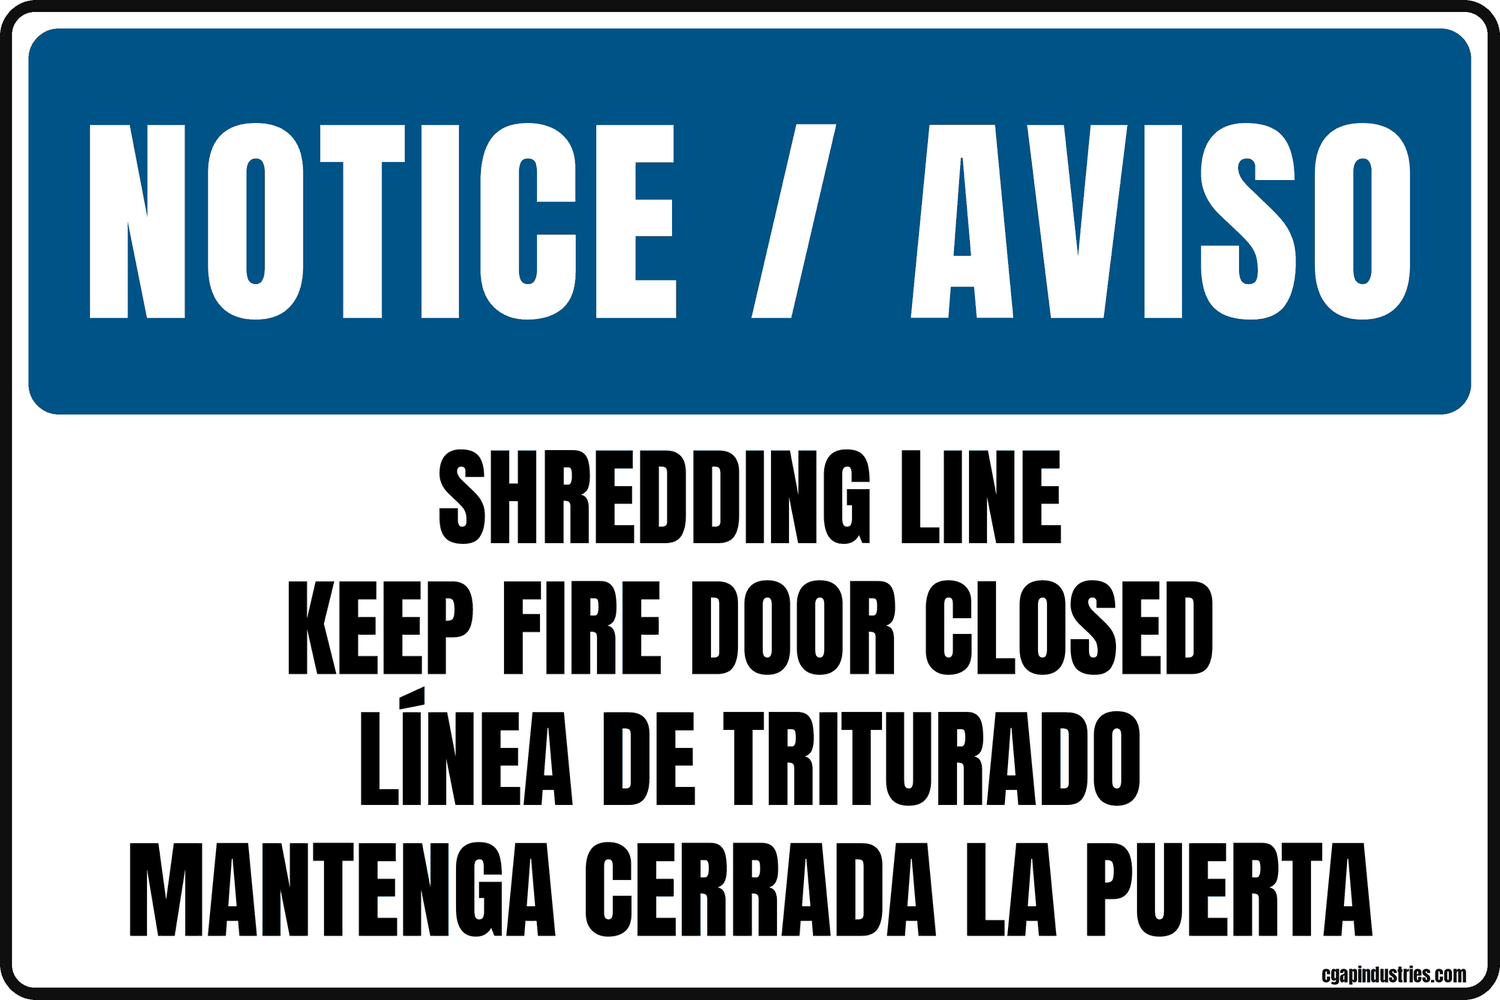 NOTICE / AVISO
SHREDDING LINE
KEEP FIRE DOOR CLOSED
LÍNEA DE TRITURADO
MANTENGA CERRADA LA PUERTA
cgapindustries.com